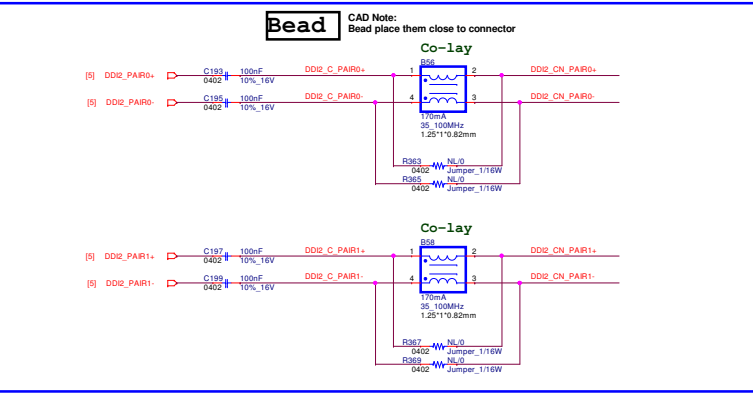 Bead
CAD Note:
Bead place them close to connector
Co-lay
B56
[5] DDI2_PAIR0+ C193 100nF DDI2_C_PAIR0+ 1 2 DDI2_CN_PAIR0+
0402 10%_16V
[5] DDI2_PAIR0- C195 100nF DDI2_C_PAIR0- 4 3 DDI2_CN_PAIR0-
0402 10%_16V
170mA
35_100MHz
1.25*1*0.82mm
R363 NL/0
0402 Jumper_1/16W
R365 NL/0
0402 Jumper_1/16W
Co-lay
B58
[5] DDI2_PAIR1+ C197 100nF DDI2_C_PAIR1+ 1 2 DDI2_CN_PAIR1+
0402 10%_16V
[5] DDI2_PAIR1- C199 100nF DDI2_C_PAIR1- 4 3 DDI2_CN_PAIR1-
0402 10%_16V
170mA
35_100MHz
1.25*1*0.82mm
R367 NL/0
0402 Jumper_1/16W
R369 NL/0
0402 Jumper_1/16W